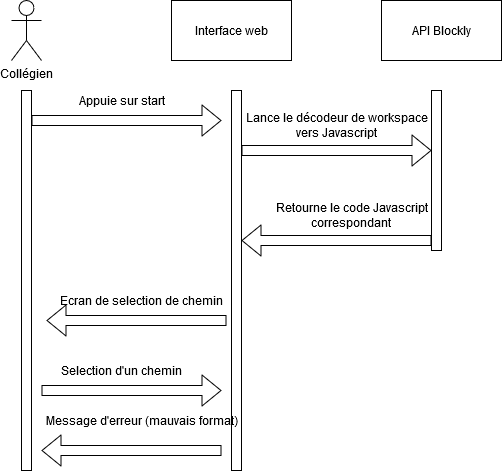 Interface web
API Blockly
Collégien
Appuie sur start
Lance le décodeur de workspace
vers Javascript
Retourne le code Javascript
correspondant
Ecran de selection de chemin
Selection d'un chemin
Message d'erreur (mauvais format)